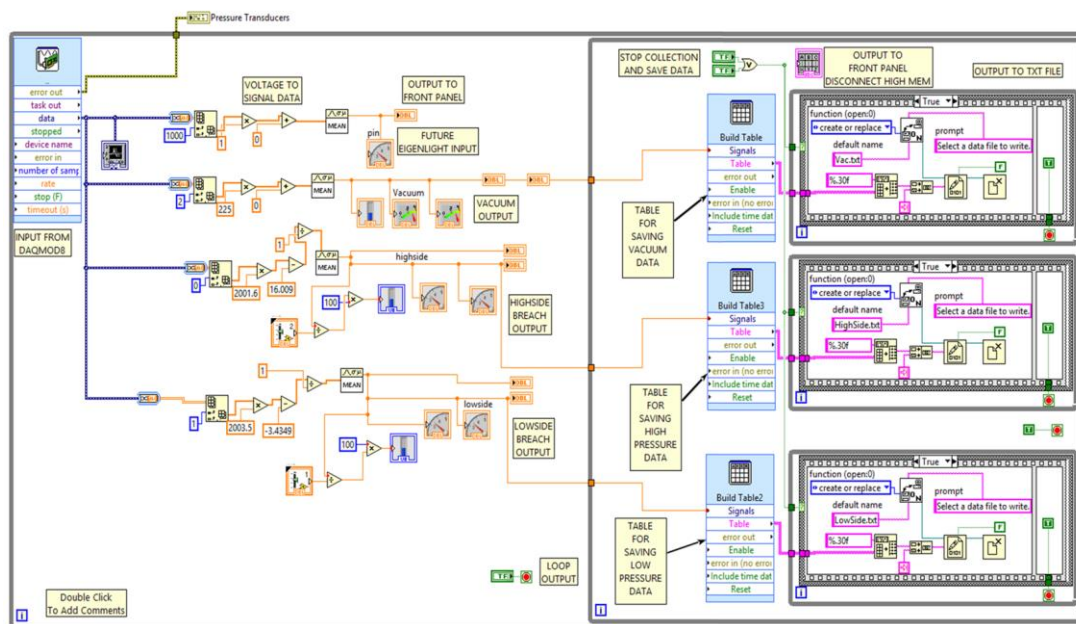 Pressure Transducers
error out
task out
data
stopped
device name
error in
number of samp
rate
stop (F)
timeout (s)
INPUT FROM
DAQMOD8
VOLTAGE TO
SIGNAL DATA
OUTPUT TO
FRONT PANEL
1000
1
0
MEAN
pin
FUTURE
EIGENLIGHT INPUT
DBL
2
225
0
MEAN
Vacuum
DBL
DBL
VACUUM
OUTPUT
1
0
2001.6
16.009
MEAN
highside
100
DBL
DBL
HIGHSIDE
BREACH
OUTPUT
1
1
2003.5
-3.4349
MEAN
lowside
100
DBL
DBL
LOWSIDE
BREACH
OUTPUT
TF
LOOP
OUTPUT
Double Click
To Add Comments
i
STOP COLLECTION
AND SAVE DATA
TF
TF
OUTPUT TO
FRONT PANEL
DISCONNECT HIGH MEM
OUTPUT TO TXT FILE
Build Table
Signals
Table
error out
Enable
error in (no error
Include time dat
Reset
TABLE
FOR
SAVING
VACUUM
DATA
True
function (open:0)
create or replace
default name
Vac.txt
prompt
Select a data file to write.
%.30f
F
i
Build Table3
Signals
Table
error out
Enable
error in (no error
Include time dat
Reset
TABLE
FOR
SAVING
HIGH
PRESSURE
DATA
True
function (open:0)
create or replace
default name
HighSide.txt
prompt
Select a data file to write.
%.30f
F
i
Build Table2
Signals
Table
error out
Enable
error in (no error
Include time dat
Reset
TABLE
FOR
SAVING
LOW
PRESSURE
DATA
True
function (open:0)
create or replace
default name
LowSide.txt
prompt
Select a data file to write.
%.30f
F
i
i